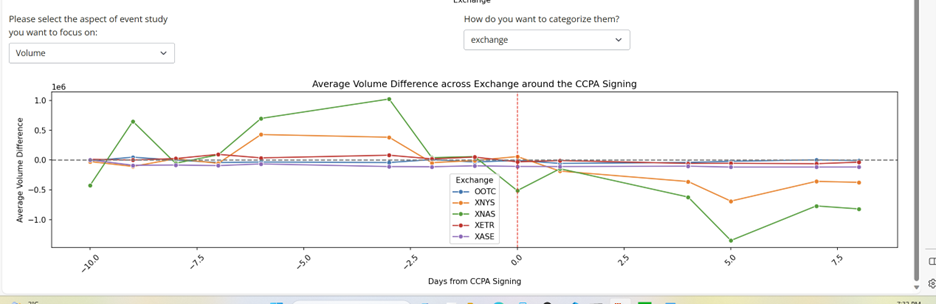 Exchange
Please select the aspect of event study
you want to focus on:
How do you want to categorize them?
Volume
exchange
Average Volume Difference across Exchange around the CCPA Signing
1e6
1.0
0.5
0.0
−0.5
−1.0
Average Volume Difference
Exchange
OOTC
XNYS
XNAS
XETR
XASE
−10.0
−7.5
−5.0
−2.5
0.0
2.5
5.0
7.5
Days from CCPA Signing